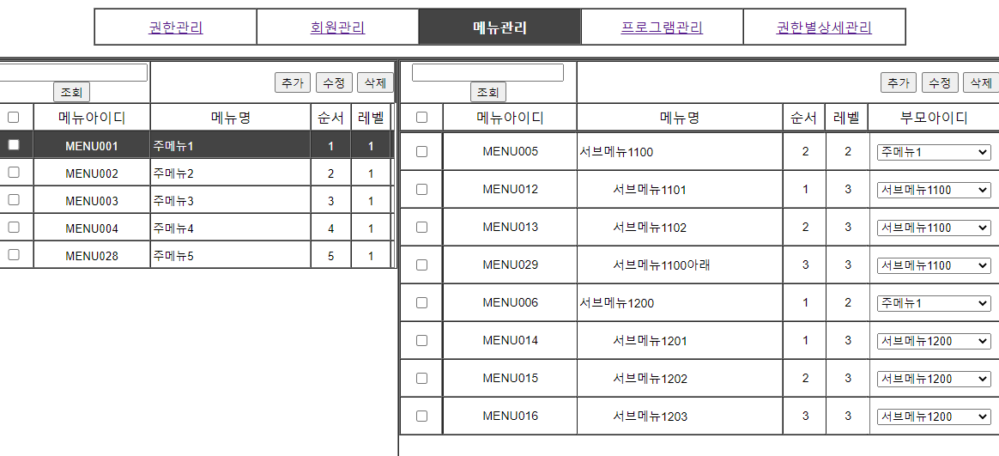 권한관리 회원관리 메뉴관리 프로그램관리 권한별상세관리
조회 추가 수정 삭제
메뉴아이디 메뉴명 순서 레벨
MENU001 주메뉴1 1 1
MENU002 주메뉴2 2 1
MENU003 주메뉴3 3 1
MENU004 주메뉴4 4 1
MENU028 주메뉴5 5 1
조회 추가 수정 삭제
메뉴아이디 메뉴명 순서 레벨 부모아이디
MENU005 서브메뉴1100 2 2 주메뉴1
MENU012 서브메뉴1101 1 3 서브메뉴1100
MENU013 서브메뉴1102 2 3 서브메뉴1100
MENU029 서브메뉴1100아래 3 3 서브메뉴1100
MENU006 서브메뉴1200 1 2 주메뉴1
MENU014 서브메뉴1201 1 3 서브메뉴1200
MENU015 서브메뉴1202 2 3 서브메뉴1200
MENU016 서브메뉴1203 3 3 서브메뉴1200